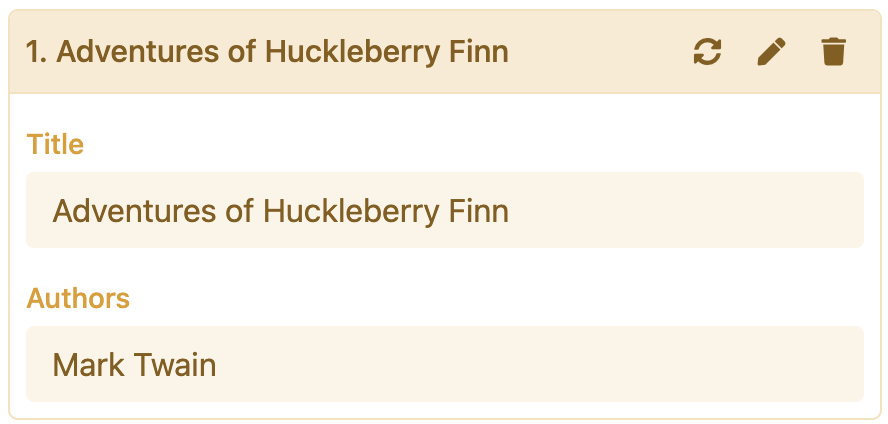 1. Adventures of Huckleberry Finn
Title
Adventures of Huckleberry Finn
Authors
Mark Twain